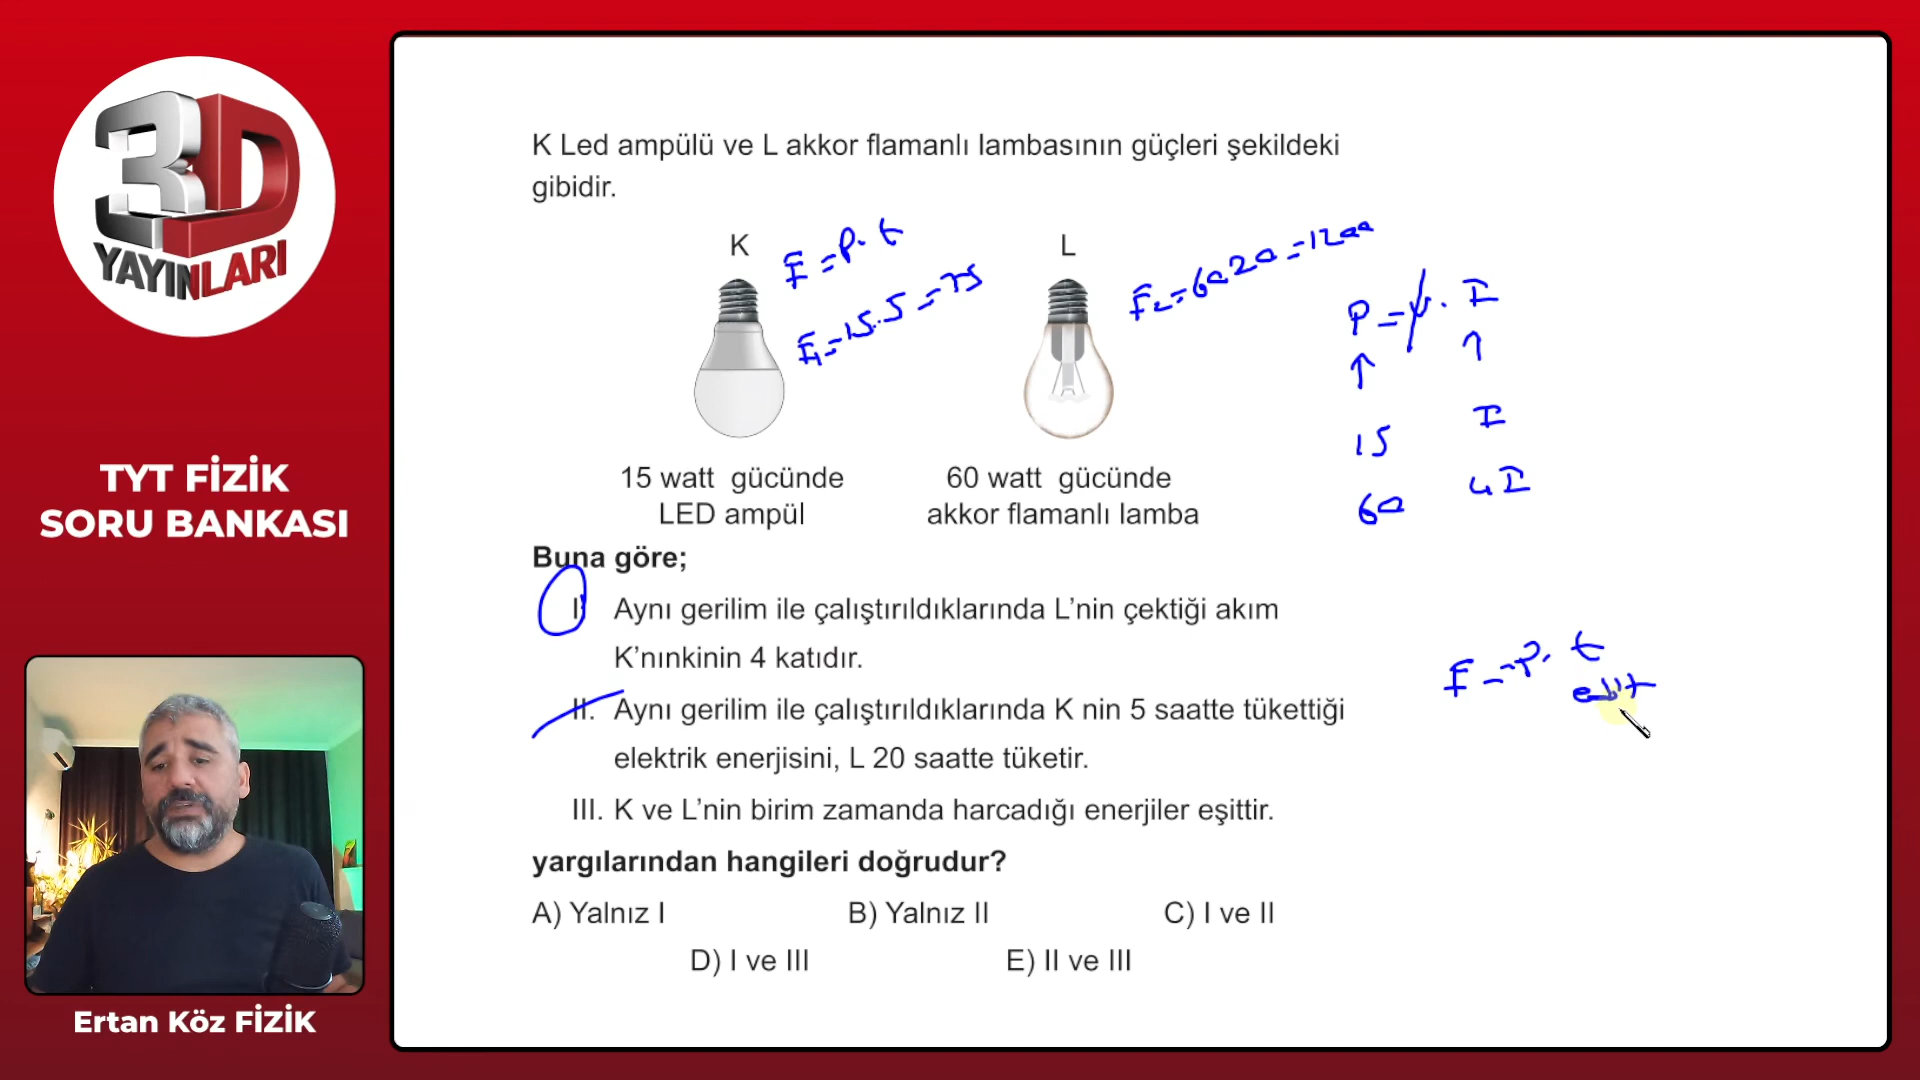 3D
YAYINLARI
TYT FİZİK
SORU BANKASI
Ertan Köz FİZİK
K Led ampülü ve L akkor flamanlı lambasının güçleri şekildeki
gibidir.
K
E = P. t
E1 = 15.5 = 75
L
E2 = 60 20 = 1200
P = V. I
↑ ↑
15 I
60 4I
15 watt gücünde
LED ampül
60 watt gücünde
akkor flamanlı lamba
Buna göre;
I. Aynı gerilim ile çalıştırıldıklarında L’nin çektiği akım
K’nınkinin 4 katıdır.
II. Aynı gerilim ile çalıştırıldıklarında K nin 5 saatte tükettiği
elektrik enerjisini, L 20 saatte tüketir.
III. K ve L’nin birim zamanda harcadığı enerjiler eşittir.
E = P. t
eşit
yargılarından hangileri doğrudur?
A) Yalnız I B) Yalnız II C) I ve II
D) I ve III E) II ve III